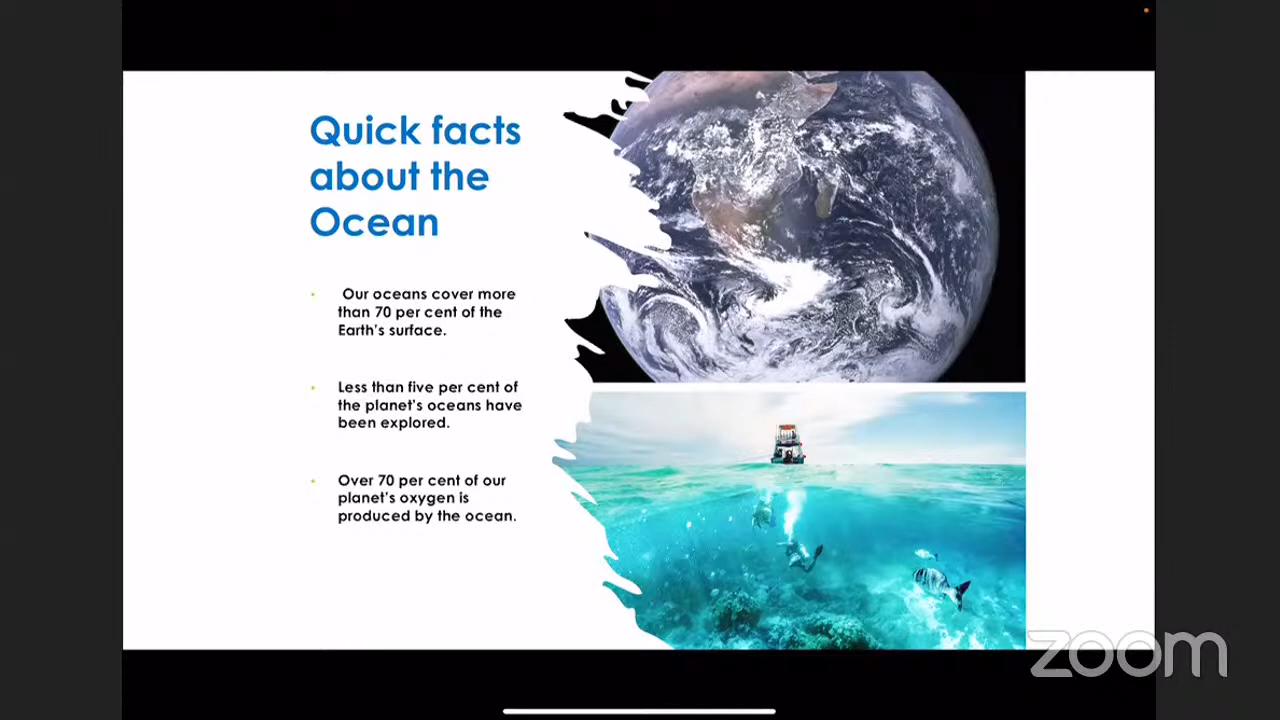 Quick facts
about the
Ocean
Our oceans cover more
than 70 per cent of the
Earth's surface.
Less than five per cent of
the planet's oceans have
been explored.
Over 70 per cent of our
planet's oxygen is
produced by the ocean.
zoom